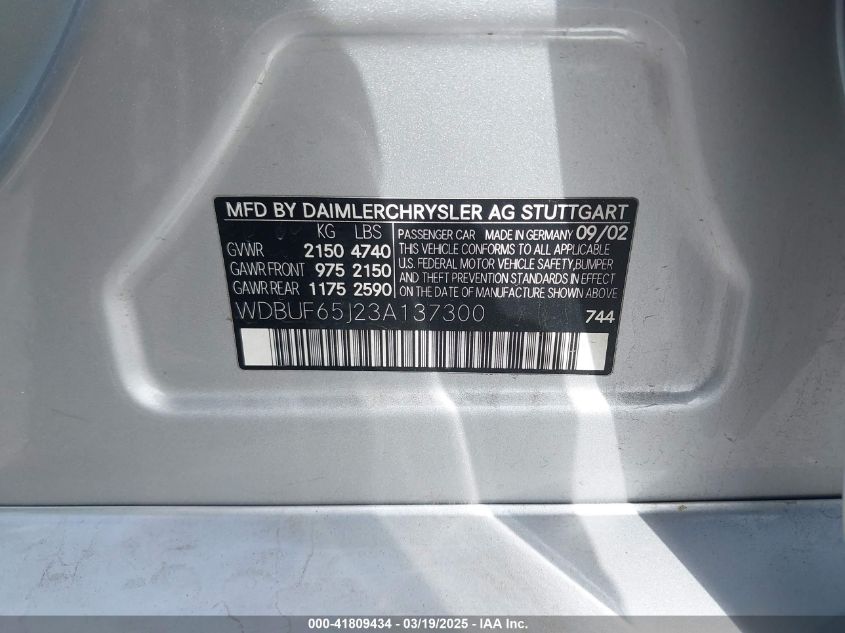 MFD BY DAIMLERCHRYSLER AG STUTTGART
KG LBS
GVWR 2150 4740
GAWR FRONT 975 2150
GAWR REAR 1175 2590
PASSENGER CAR MADE IN GERMANY 09/02
THIS VEHICLE CONFORMS TO ALL APPLICABLE
U.S. FEDERAL MOTOR VEHICLE SAFETY, BUMPER
AND THEFT PREVENTION STANDARDS IN EFFECT
ON THE DATE OF MANUFACTURE SHOWN ABOVE
WDBUF65J23A137300 744
000-41809434 / 03/19/2025 - IAA Inc.